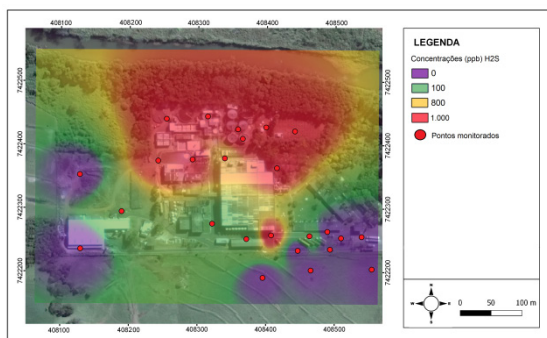 408100 408200 408300 408400 408500
7422500
7422400
7422300
7422200
7422500
7422400
7422300
7422200
408100 408200 408300 408400 408500
LEGENDA
Concentrações (ppb) H2S
0
100
800
1.000
Pontos monitorados
N
W E
S
0 50 100 m